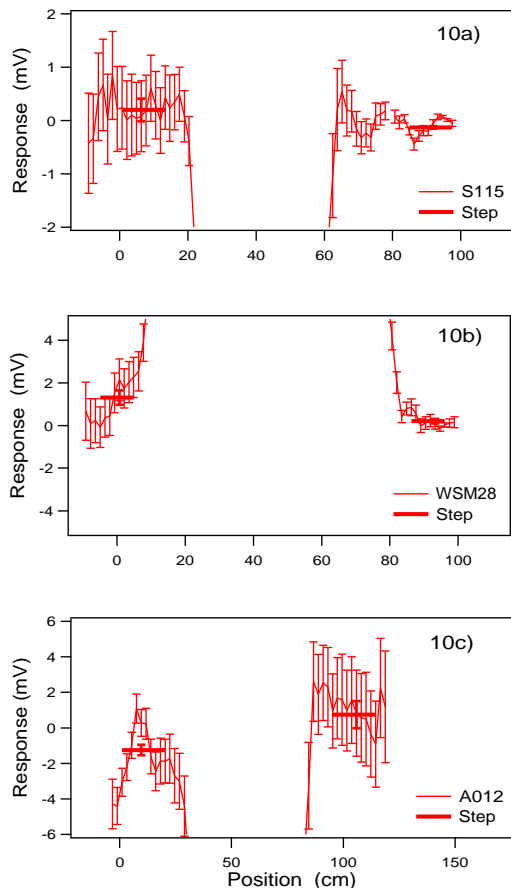 10a)
Response (mV)
2
1
0
-1
-2
S115
Step
0 20 40 60 80 100
10b)
Response (mV)
4
2
0
-2
-4
WSM28
Step
0 20 40 60 80 100
10c)
Response (mV)
6
4
2
0
-2
-4
-6
A012
Step
0 50 100 150
Position (cm)